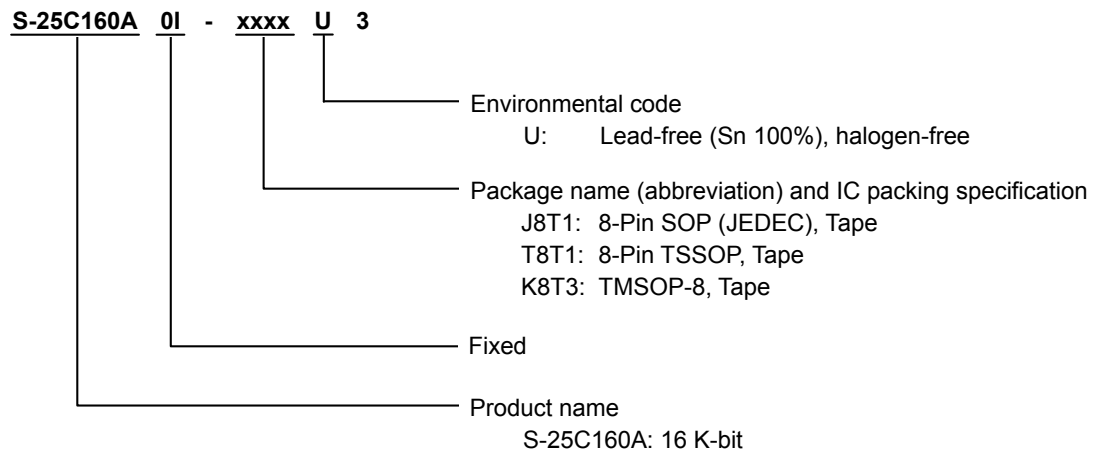 S-25C160A 0I - xxxx U 3
Environmental code
U: Lead-free (Sn 100%), halogen-free
Package name (abbreviation) and IC packing specification
J8T1: 8-Pin SOP (JEDEC), Tape
T8T1: 8-Pin TSSOP, Tape
K8T3: TMSOP-8, Tape
Fixed
Product name
S-25C160A: 16 K-bit